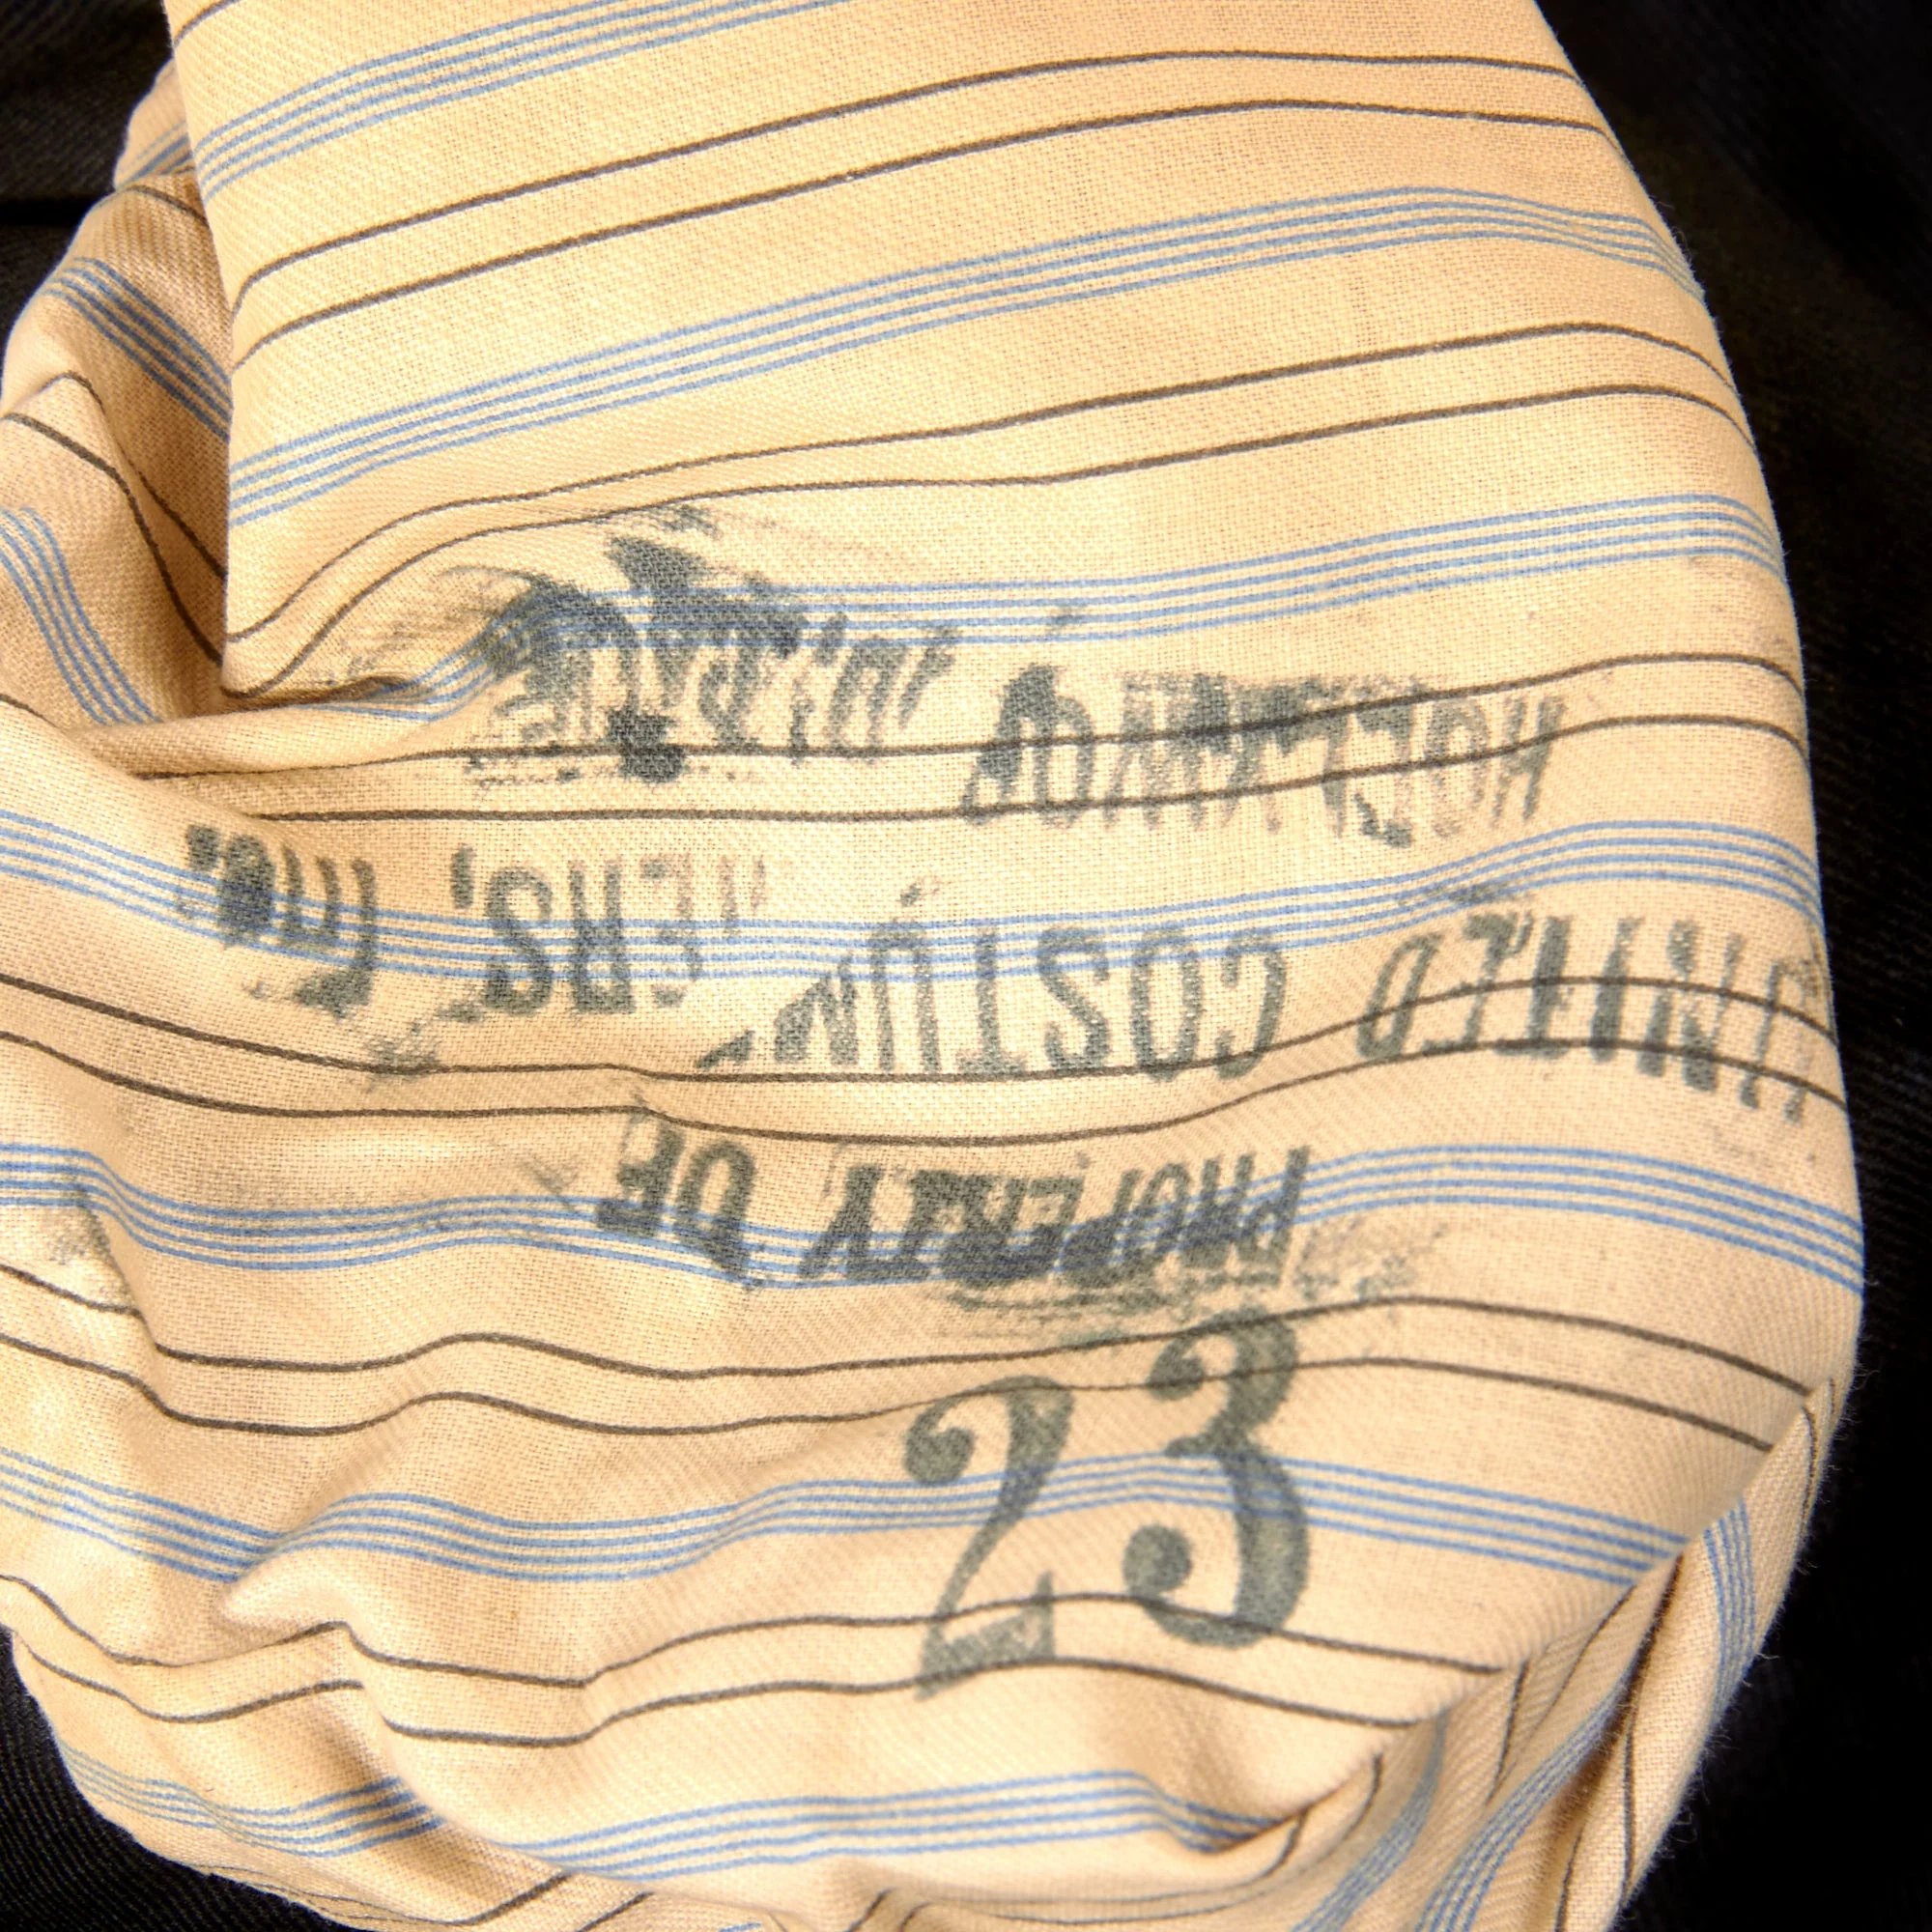 23
PROPERTY OF
UNITED COSTUMERS, INC.
HOLLYWOOD